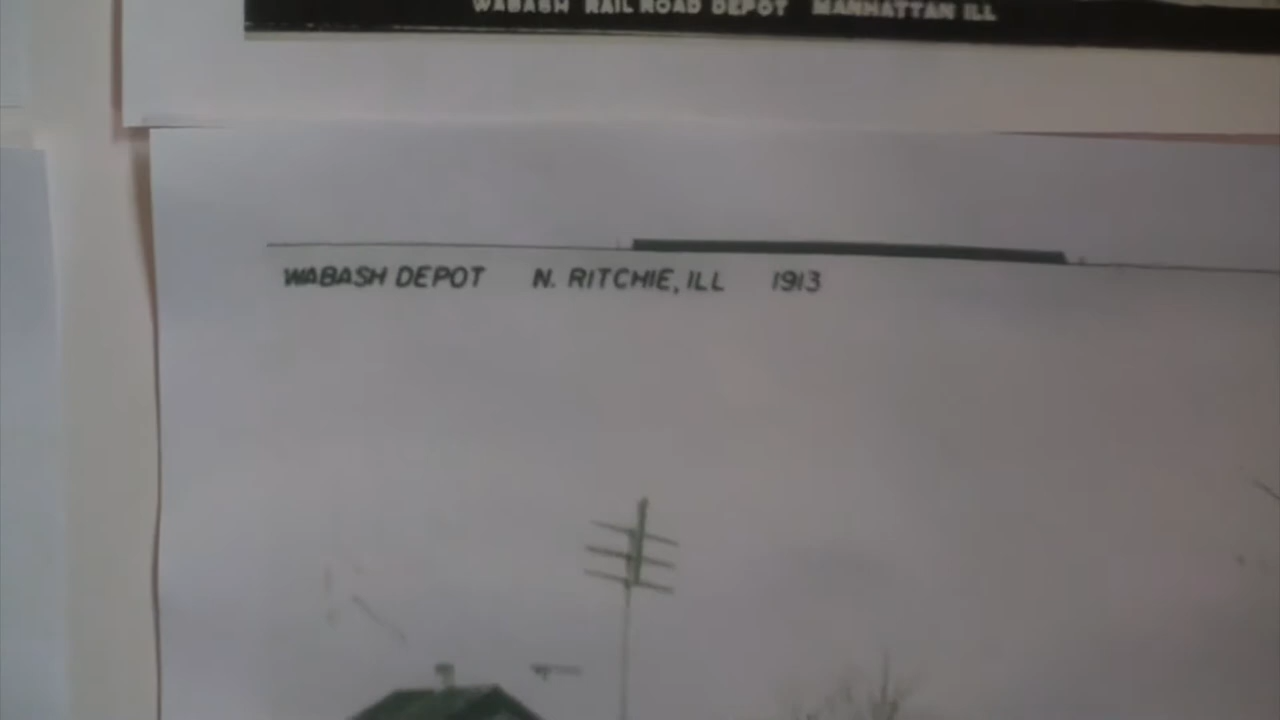 WABASH RAIL ROAD DEPOT MANHATTAN ILL
WABASH DEPOT N. RITCHIE, ILL 1913